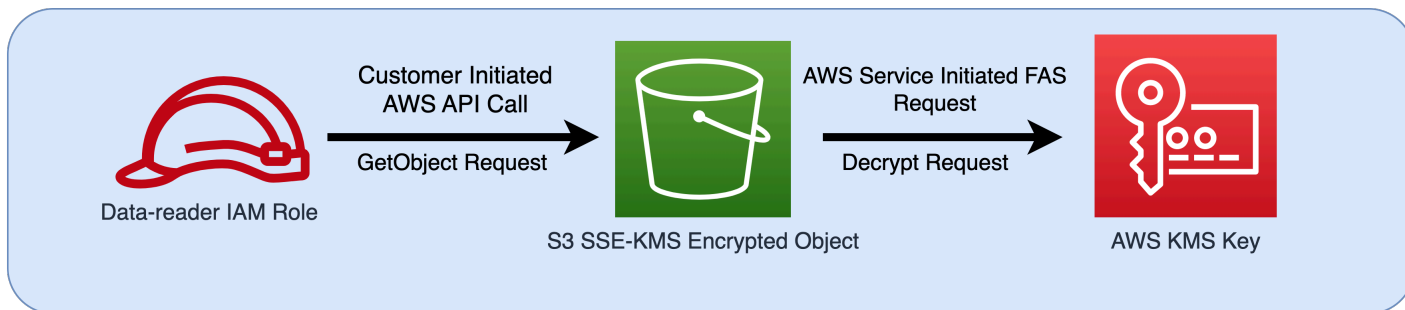 Customer Initiated
AWS API Call
GetObject Request
Data-reader IAM Role
S3 SSE-KMS Encrypted Object
AWS Service Initiated FAS
Request
Decrypt Request
AWS KMS Key